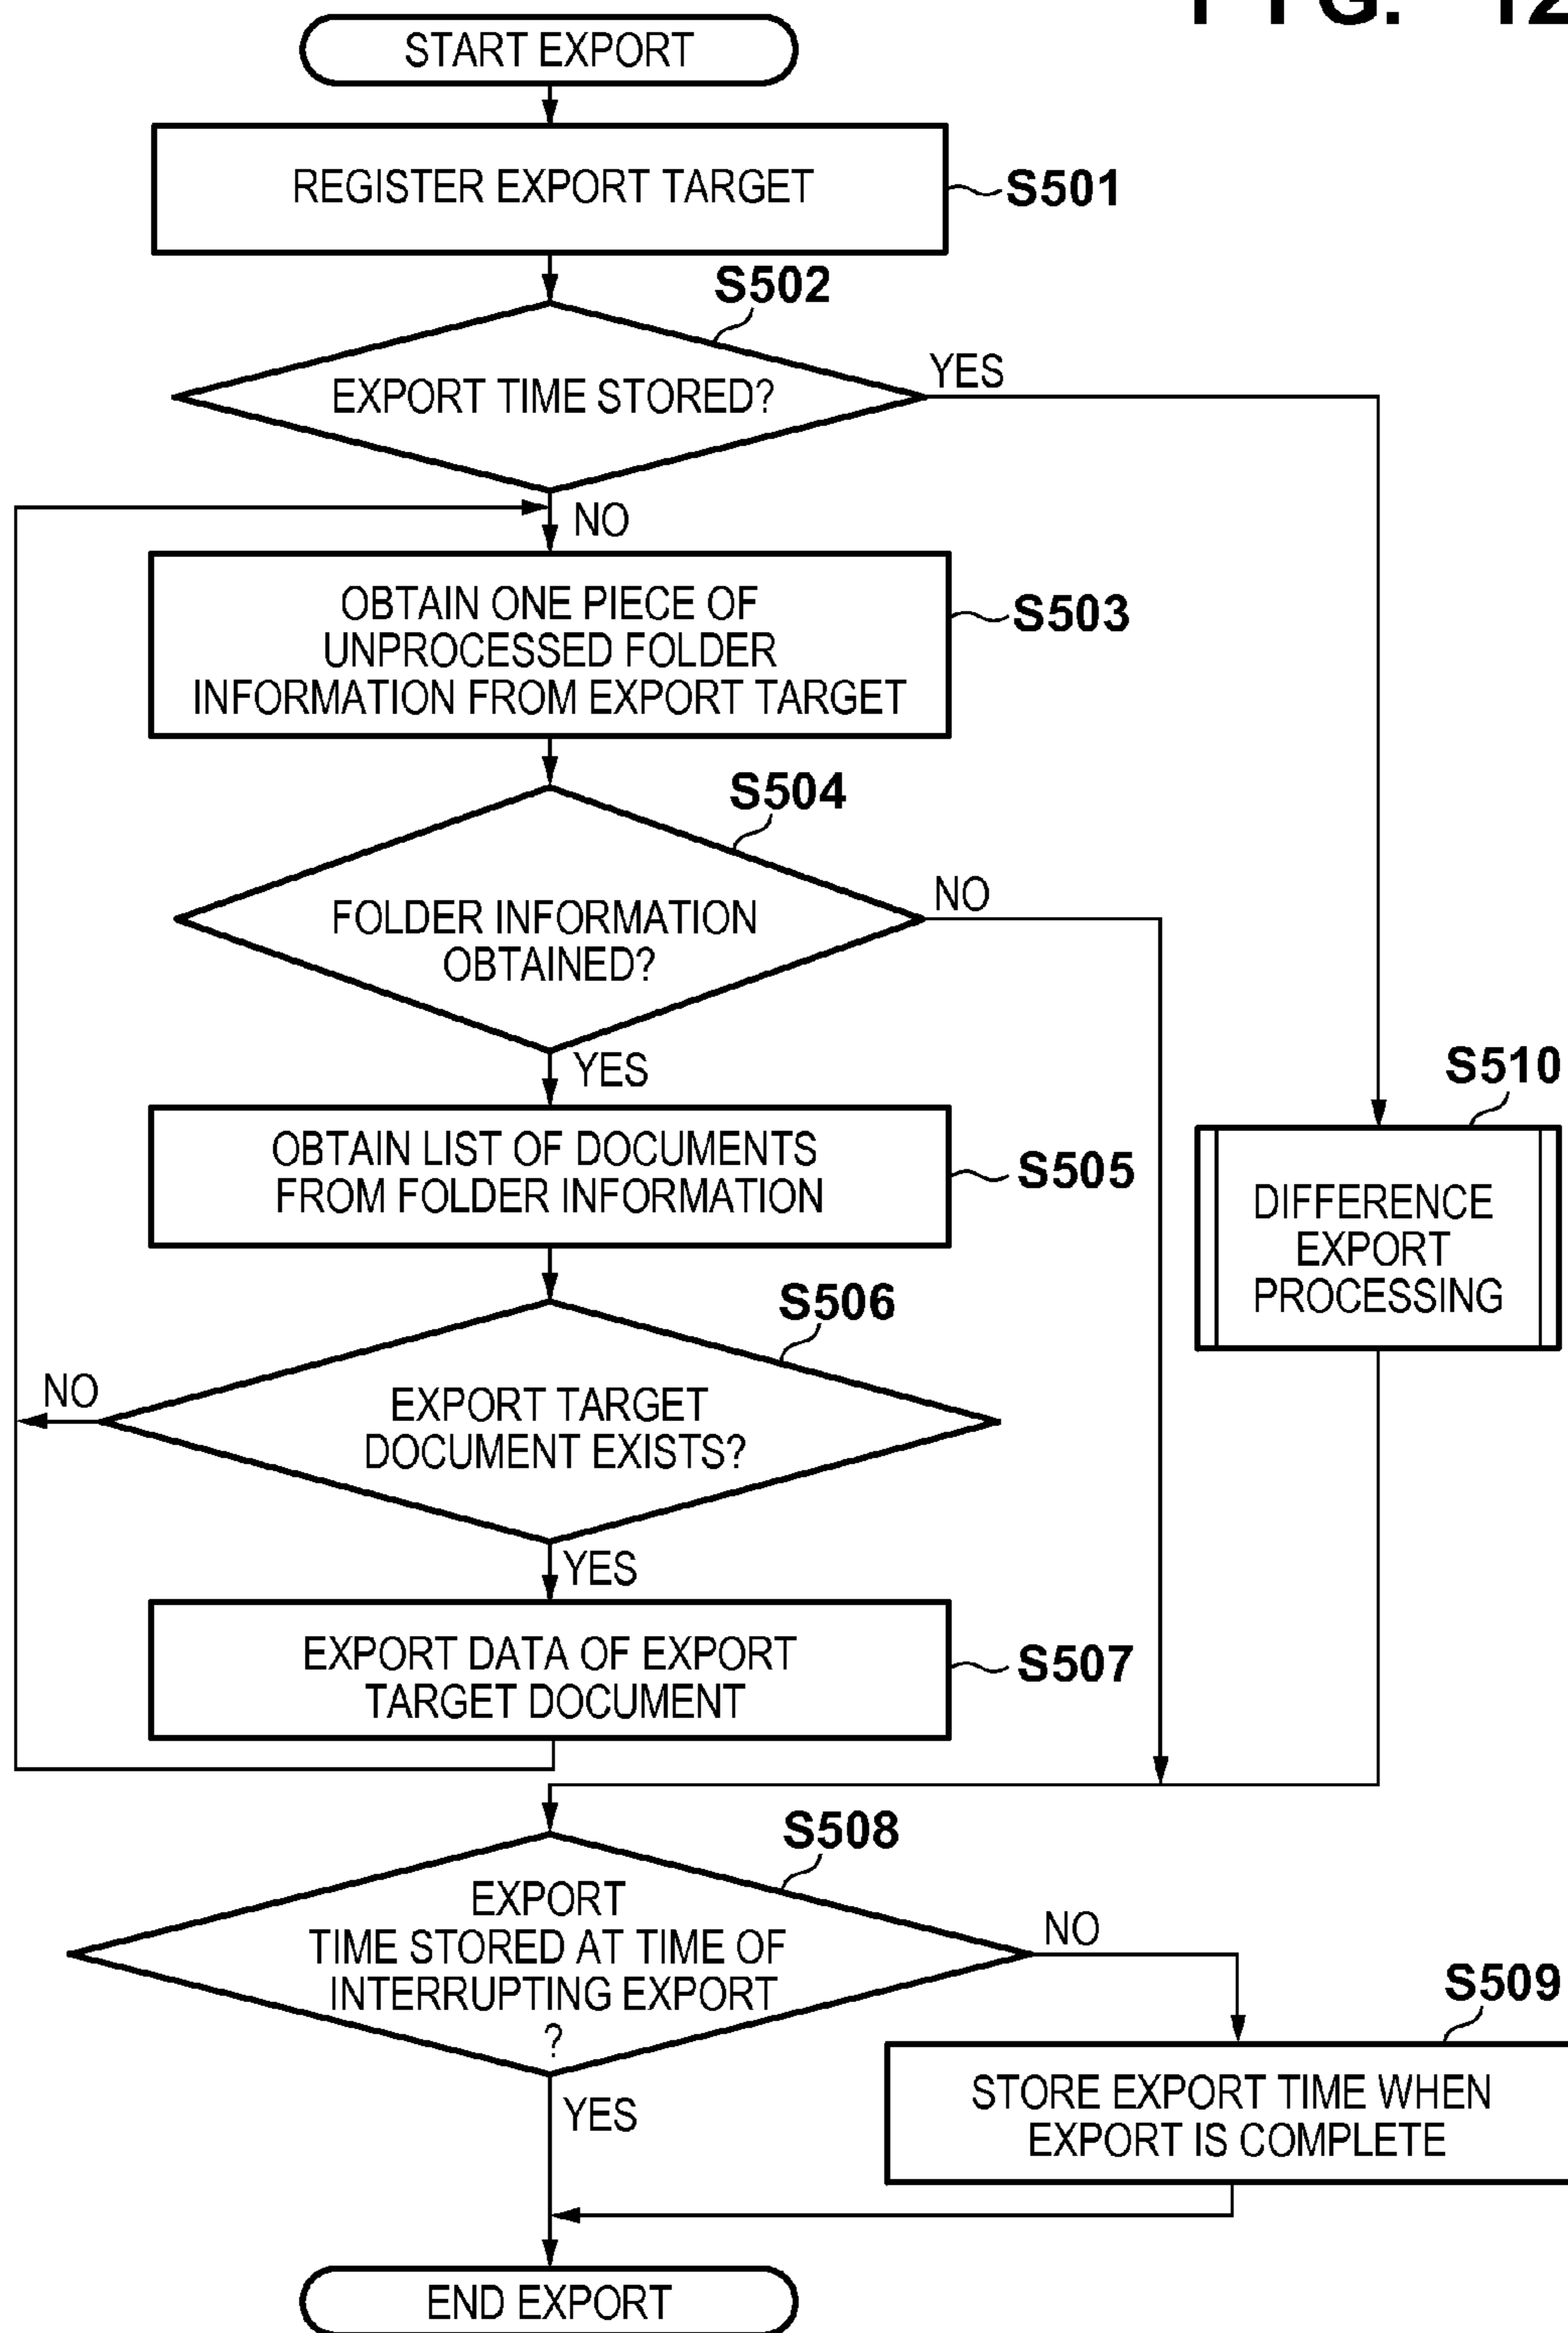 FIG. 12
START EXPORT
REGISTER EXPORT TARGET
S501
S502
EXPORT TIME STORED?
YES
NO
OBTAIN ONE PIECE OF
UNPROCESSED FOLDER
INFORMATION FROM EXPORT TARGET
S503
S504
FOLDER INFORMATION
OBTAINED?
NO
YES
OBTAIN LIST OF DOCUMENTS
FROM FOLDER INFORMATION
S505
S510
DIFFERENCE
EXPORT
PROCESSING
S506
EXPORT TARGET
DOCUMENT EXISTS?
NO
YES
EXPORT DATA OF EXPORT
TARGET DOCUMENT
S507
S508
EXPORT
TIME STORED AT TIME OF
INTERRUPTING EXPORT
?
NO
YES
S509
STORE EXPORT TIME WHEN
EXPORT IS COMPLETE
END EXPORT